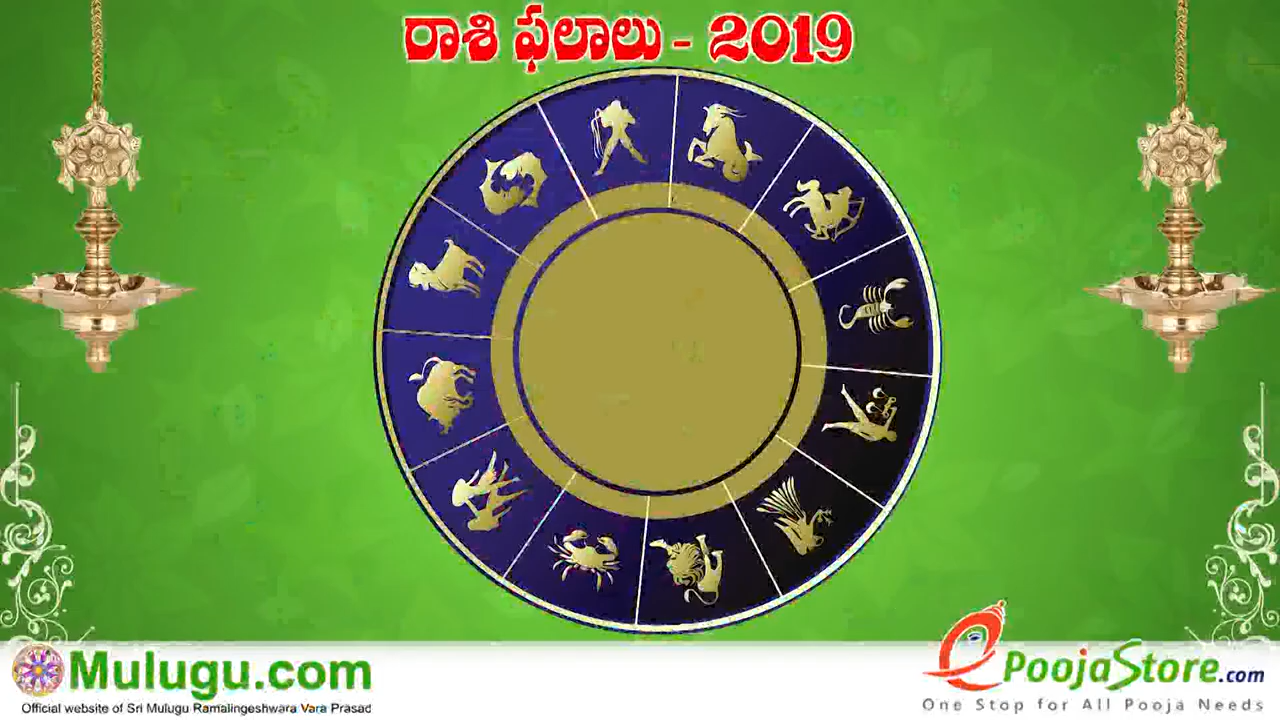 రాశి ఫలాలు - 2019
Mulugu.com
Official website of Sri Mulugu Ramalingeshwara Vara Prasad
ePoojaStore.com
One Stop for All Pooja Needs